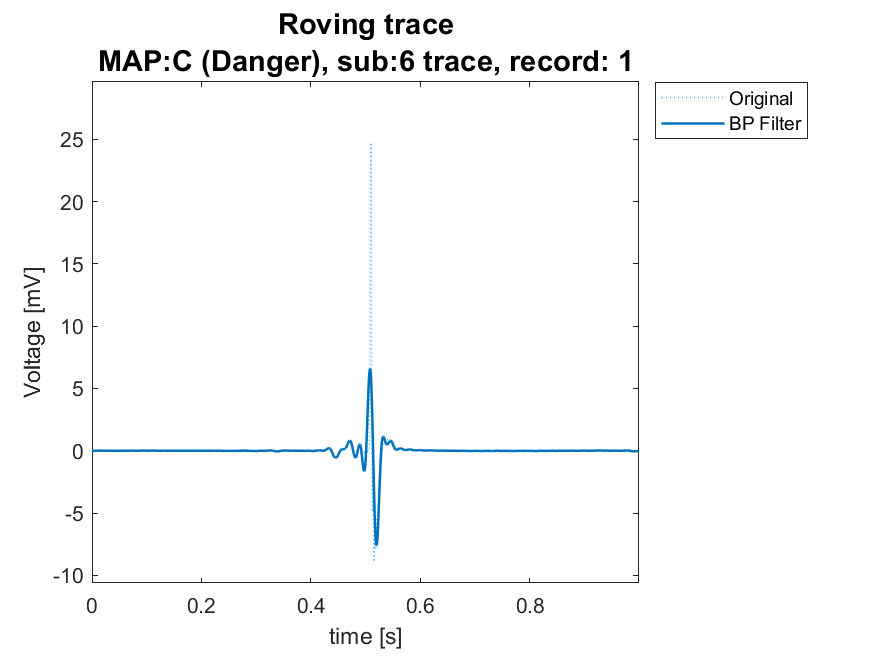 Roving trace
MAP:C (Danger), sub:6 trace, record: 1
Original
BP Filter
25
20
15
10
5
0
-5
-10
Voltage [mV]
0
0.2
0.4
0.6
0.8
time [s]